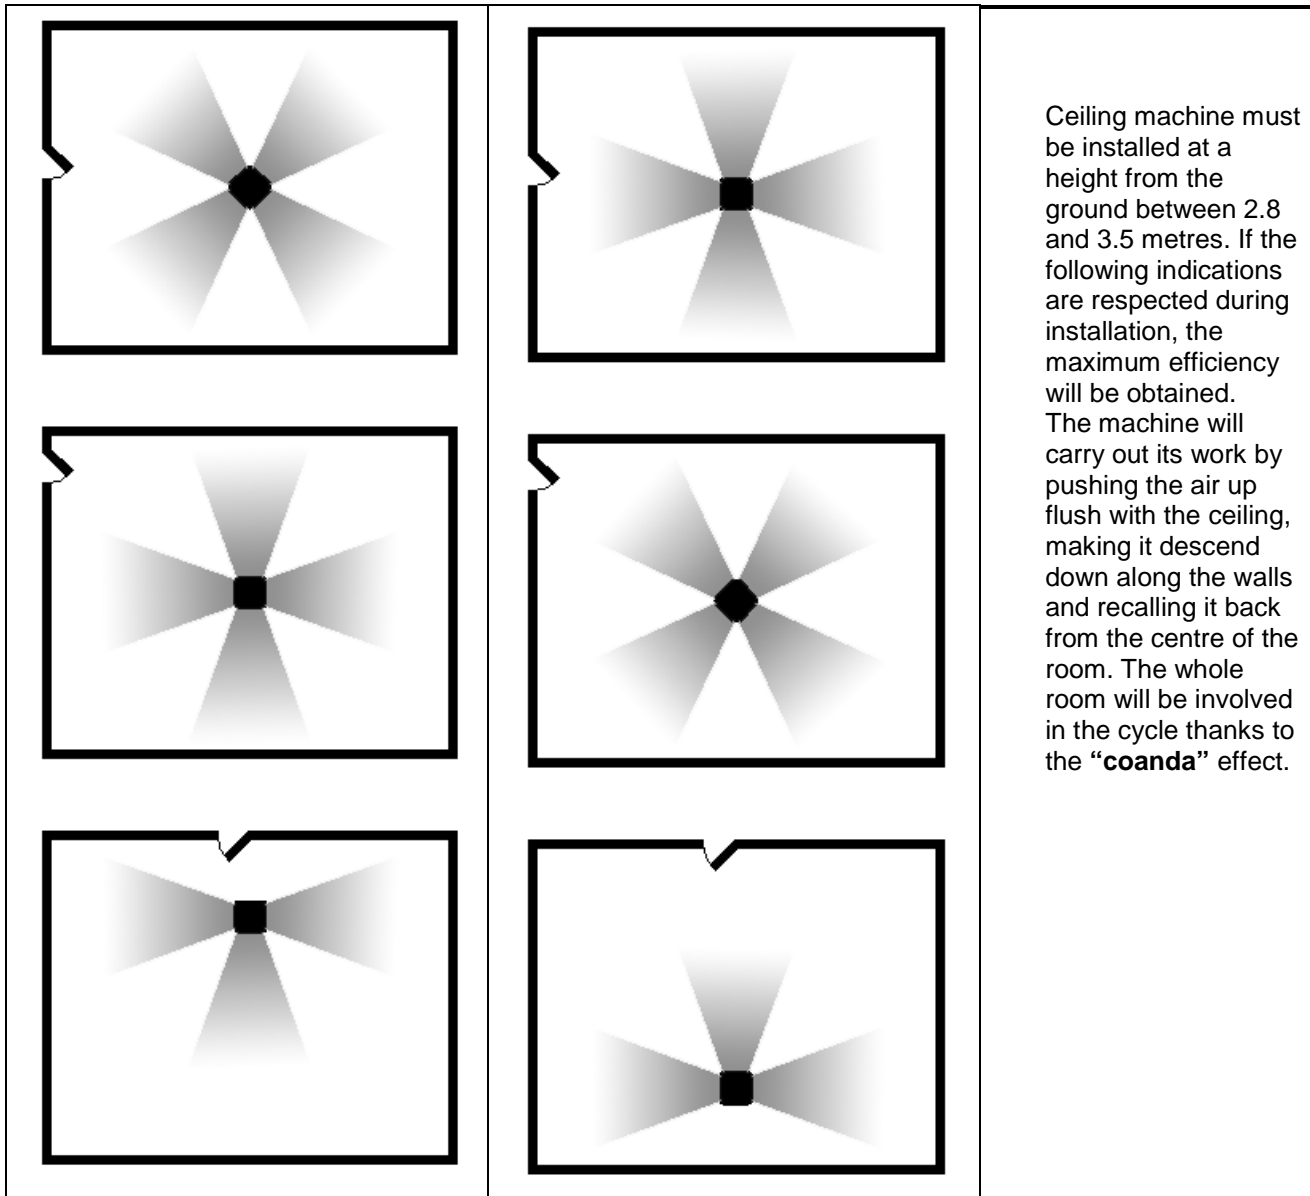 Ceiling machine must
be installed at a
height from the
ground between 2.8
and 3.5 metres. If the
following indications
are respected during
installation, the
maximum efficiency
will be obtained.
The machine will
carry out its work by
pushing the air up
flush with the ceiling,
making it descend
down along the walls
and recalling it back
from the centre of the
room. The whole
room will be involved
in the cycle thanks to
the “coanda” effect.